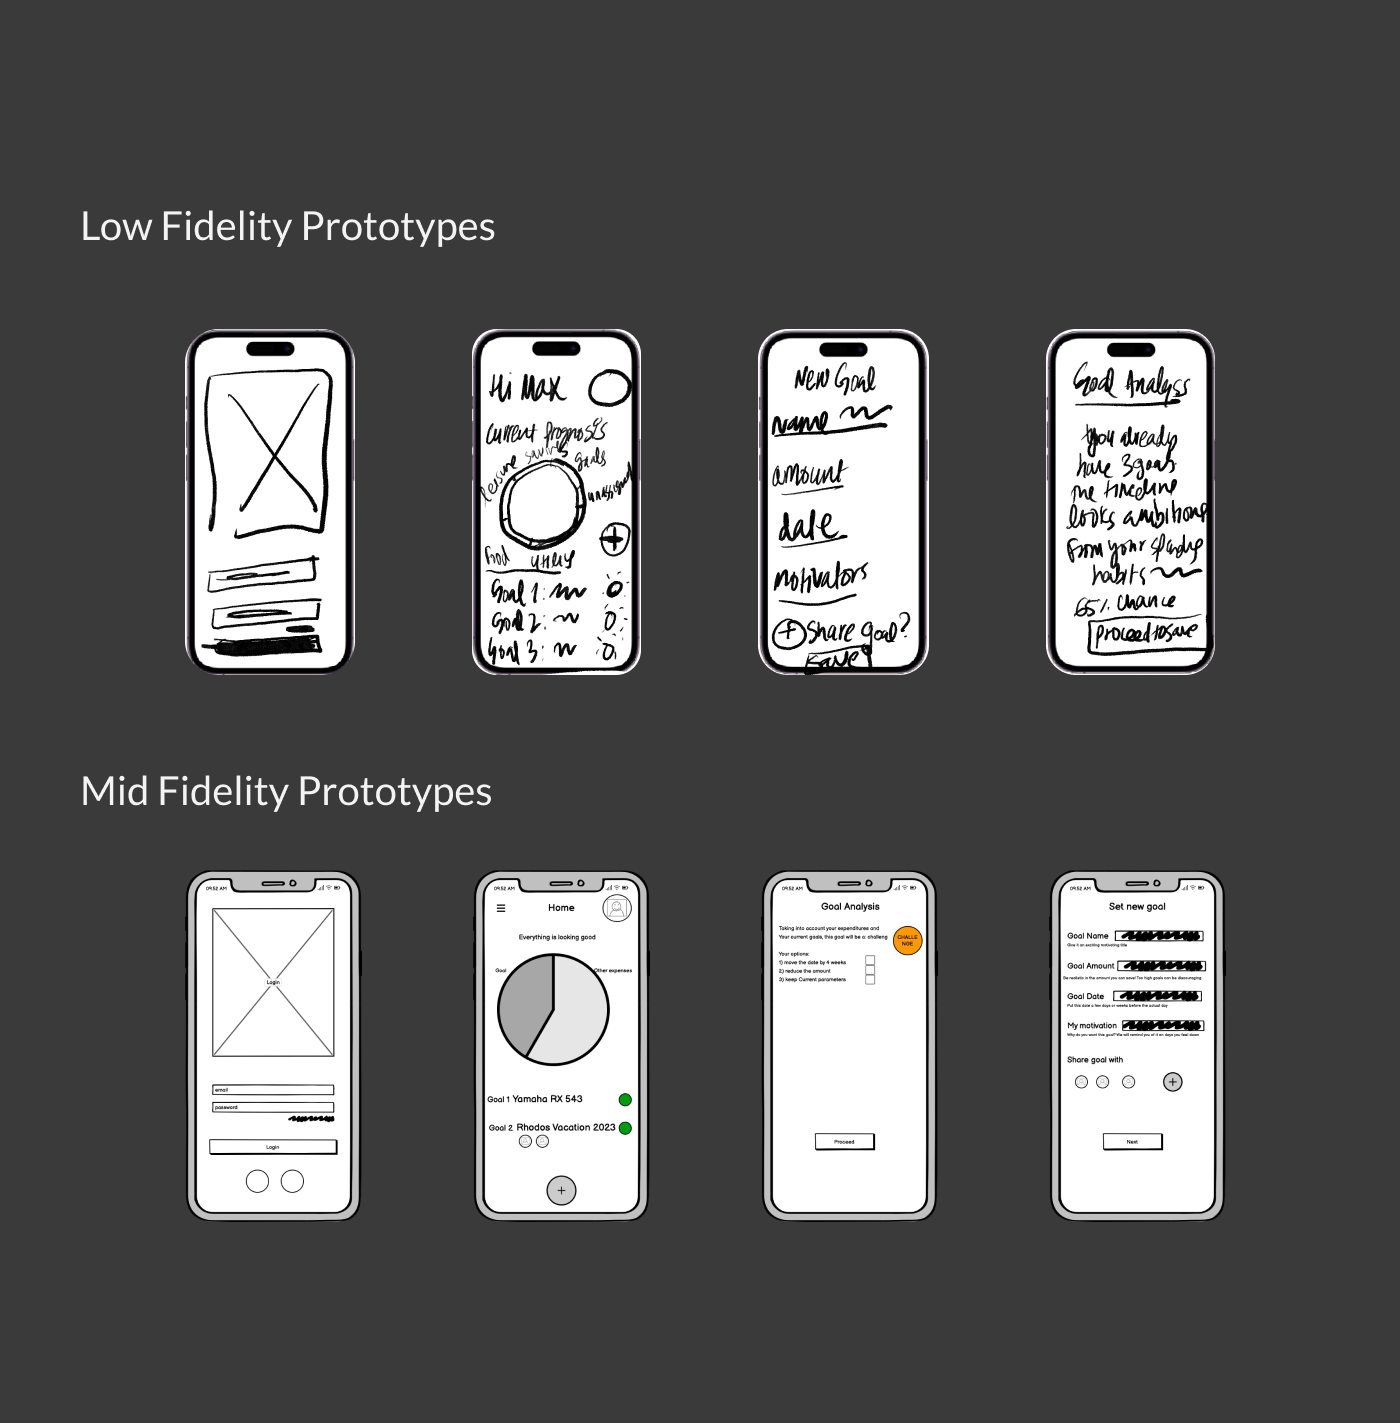 Low Fidelity Prototypes
Hi Max
Current Prognosis
leisure savings goals unassigned
Goal
Goal 1:
Goal 2:
Goal 3:
New Goal
name
amount
date
motivators
+ Share goal?
save
Goal Analyss
you already
have 3 goals
the timeline
looks
from your
habits
65% chance
Proceed to save
Mid Fidelity Prototypes
09:52 AM
Login
email
password
Login
09:52 AM
Home
Everything is looking good
Goal
Other expenses
Goal 1 Yamaha RX 543
Goal 2 Rhodos Vacation 2023
+
09:52 AM
Goal Analysis
Taking into account your expenditures and
Your current goals, this goal will be a: challeng
CHALLE
NGE
Your options:
1) move the date by 4 weeks
2) reduce the amount
3) keep Current parameters
Proceed
09:52 AM
Set new goal
Goal Name
Give it an exciting motivating title
Goal Amount
Be realistic in the amount you can save! Too high goals can be discouraging
Goal Date
Put this date a few days or weeks before the actual day
My motivation
Why do you want this goal? We will remind you of it on days you feel down
Share goal with
+
Next